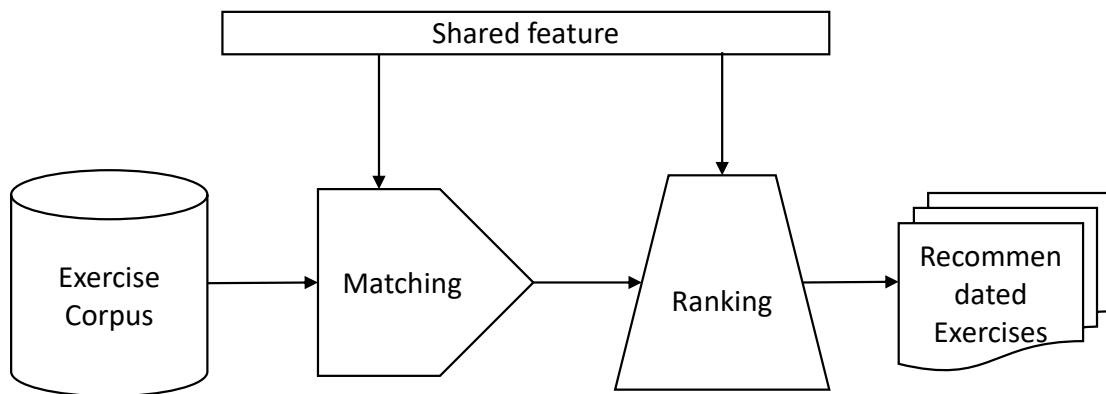 Shared feature
Exercise
Corpus
Matching
Ranking
Recommen
dated
Exercises